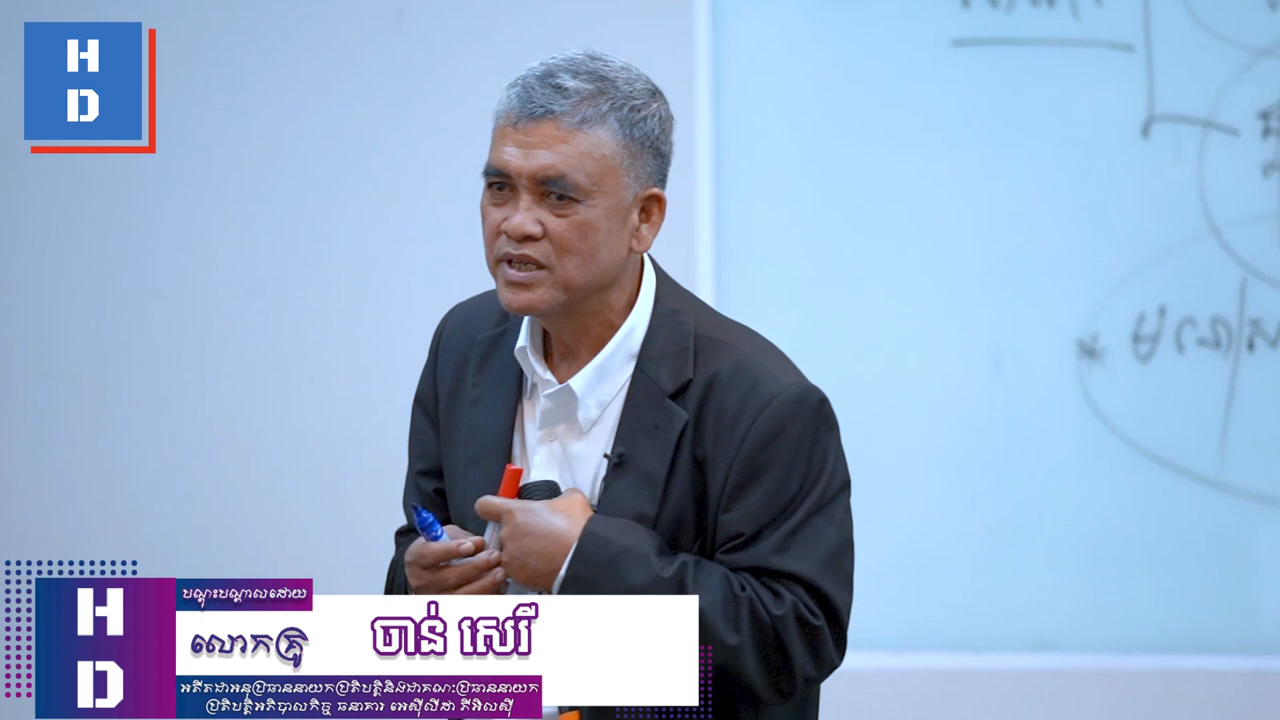 H
D
ម ណា/ស
H
D
បណ្តុះបណ្តាលដោយ
លោកគ្រូ ចាន់ សេរី
អតីតជាអនុប្រធាននាយកប្រតិបត្តិនិងជាគណៈប្រធាននាយក
ប្រតិបត្តិអភិបាលកិច្ច ធនាគារ អេស៊ីលីដា ភីអិលស៊ី